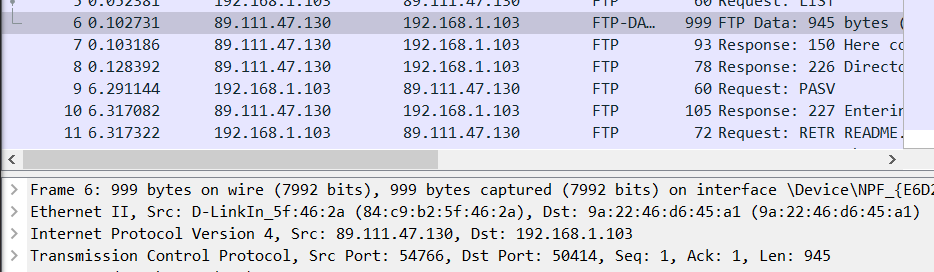 5 0.052381 192.168.1.103 89.111.47.130 FTP 60 Request: LIST
6 0.102731 89.111.47.130 192.168.1.103 FTP-DA... 999 FTP Data: 945 bytes (
7 0.103186 89.111.47.130 192.168.1.103 FTP 93 Response: 150 Here co
8 0.128392 89.111.47.130 192.168.1.103 FTP 78 Response: 226 Directo
9 6.291144 192.168.1.103 89.111.47.130 FTP 60 Request: PASV
10 6.317082 89.111.47.130 192.168.1.103 FTP 105 Response: 227 Enterin
11 6.317322 192.168.1.103 89.111.47.130 FTP 72 Request: RETR README.
Frame 6: 999 bytes on wire (7992 bits), 999 bytes captured (7992 bits) on interface \Device\NPF_{E6D2
Ethernet II, Src: D-LinkIn_5f:46:2a (84:c9:b2:5f:46:2a), Dst: 9a:22:46:d6:45:a1 (9a:22:46:d6:45:a1)
Internet Protocol Version 4, Src: 89.111.47.130, Dst: 192.168.1.103
Transmission Control Protocol, Src Port: 54766, Dst Port: 50414, Seq: 1, Ack: 1, Len: 945